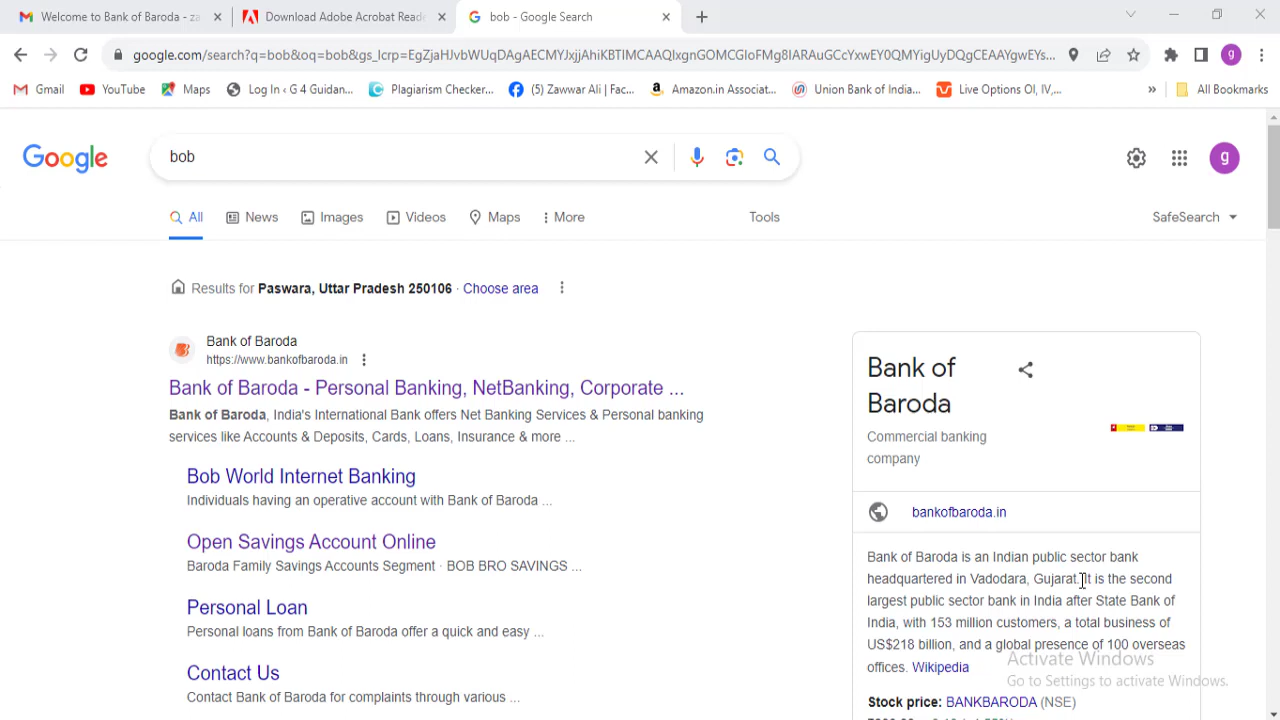 Welcome to Bank of Baroda - za
Download Adobe Acrobat Reade
bob - Google Search
google.com/search?q=bob&oq=bob&gs_lcrp=EgZjaHJvbWUqDAgAECMYJxjjAhiKBTIMCAAQIxgnGOMCGIoFMg8IARAuGCcYxwEY0QMYigUyDQgCEAAYgwEYs...
Gmail
YouTube
Maps
Log In ‹ G 4 Guidan...
Plagiarism Checker...
(5) Zawwar Ali | Fac...
Amazon.in Associat...
Union Bank of India...
Live Options OI, IV,...
»
All Bookmarks
g
Google
bob
g
All
News
Images
Videos
Maps
More
Tools
SafeSearch
Results for Paswara, Uttar Pradesh 250106 · Choose area
Bank of Baroda
https://www.bankofbaroda.in
Bank of Baroda - Personal Banking, NetBanking, Corporate ...
Bank of Baroda, India's International Bank offers Net Banking Services & Personal banking
services like Accounts & Deposits, Cards, Loans, Insurance & more ...
Bob World Internet Banking
Individuals having an operative account with Bank of Baroda ...
Open Savings Account Online
Baroda Family Savings Accounts Segment · BOB BRO SAVINGS ...
Personal Loan
Personal loans from Bank of Baroda offer a quick and easy ...
Contact Us
Contact Bank of Baroda for complaints through various ...
Bank of
Baroda
Commercial banking
company
bankofbaroda.in
Bank of Baroda is an Indian public sector bank
headquartered in Vadodara, Gujarat. It is the second
largest public sector bank in India after State Bank of
India, with 153 million customers, a total business of
US$218 billion, and a global presence of 100 overseas
offices. Wikipedia
Stock price: BANKBARODA (NSE)
Activate Windows
Go to Settings to activate Windows.